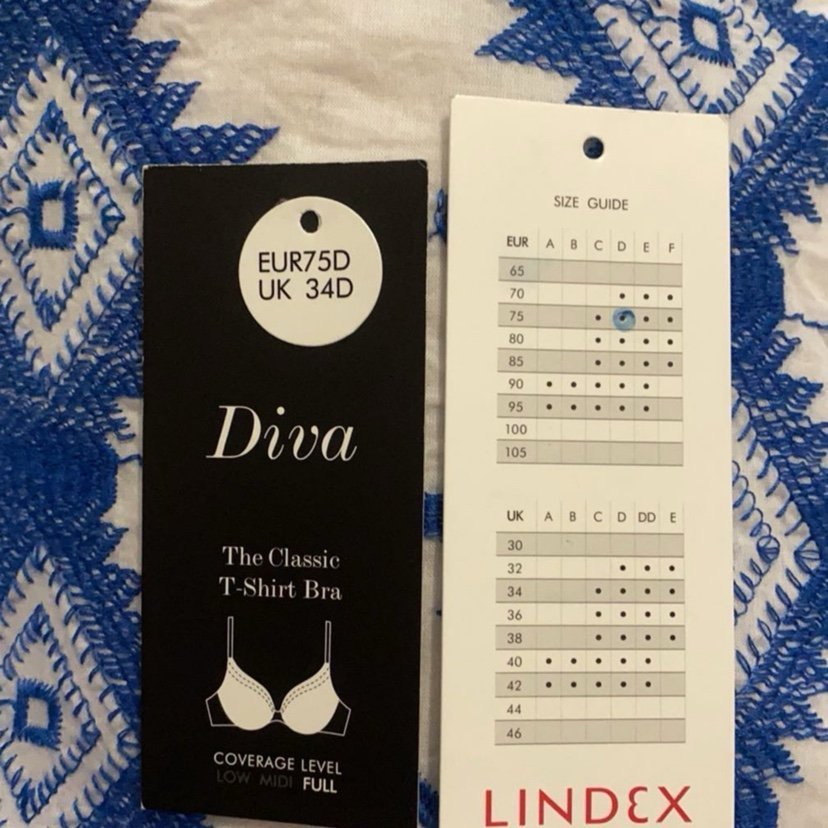 EUR75D
UK 34D
Diva
The Classic
T-Shirt Bra
COVERAGE LEVEL
LOW MIDI FULL
SIZE GUIDE
EUR A B C D E F
65
70
75
80
85
90
95
100
105
UK A B C D DD E
30
32
34
36
38
40
42
44
46
LINDEX